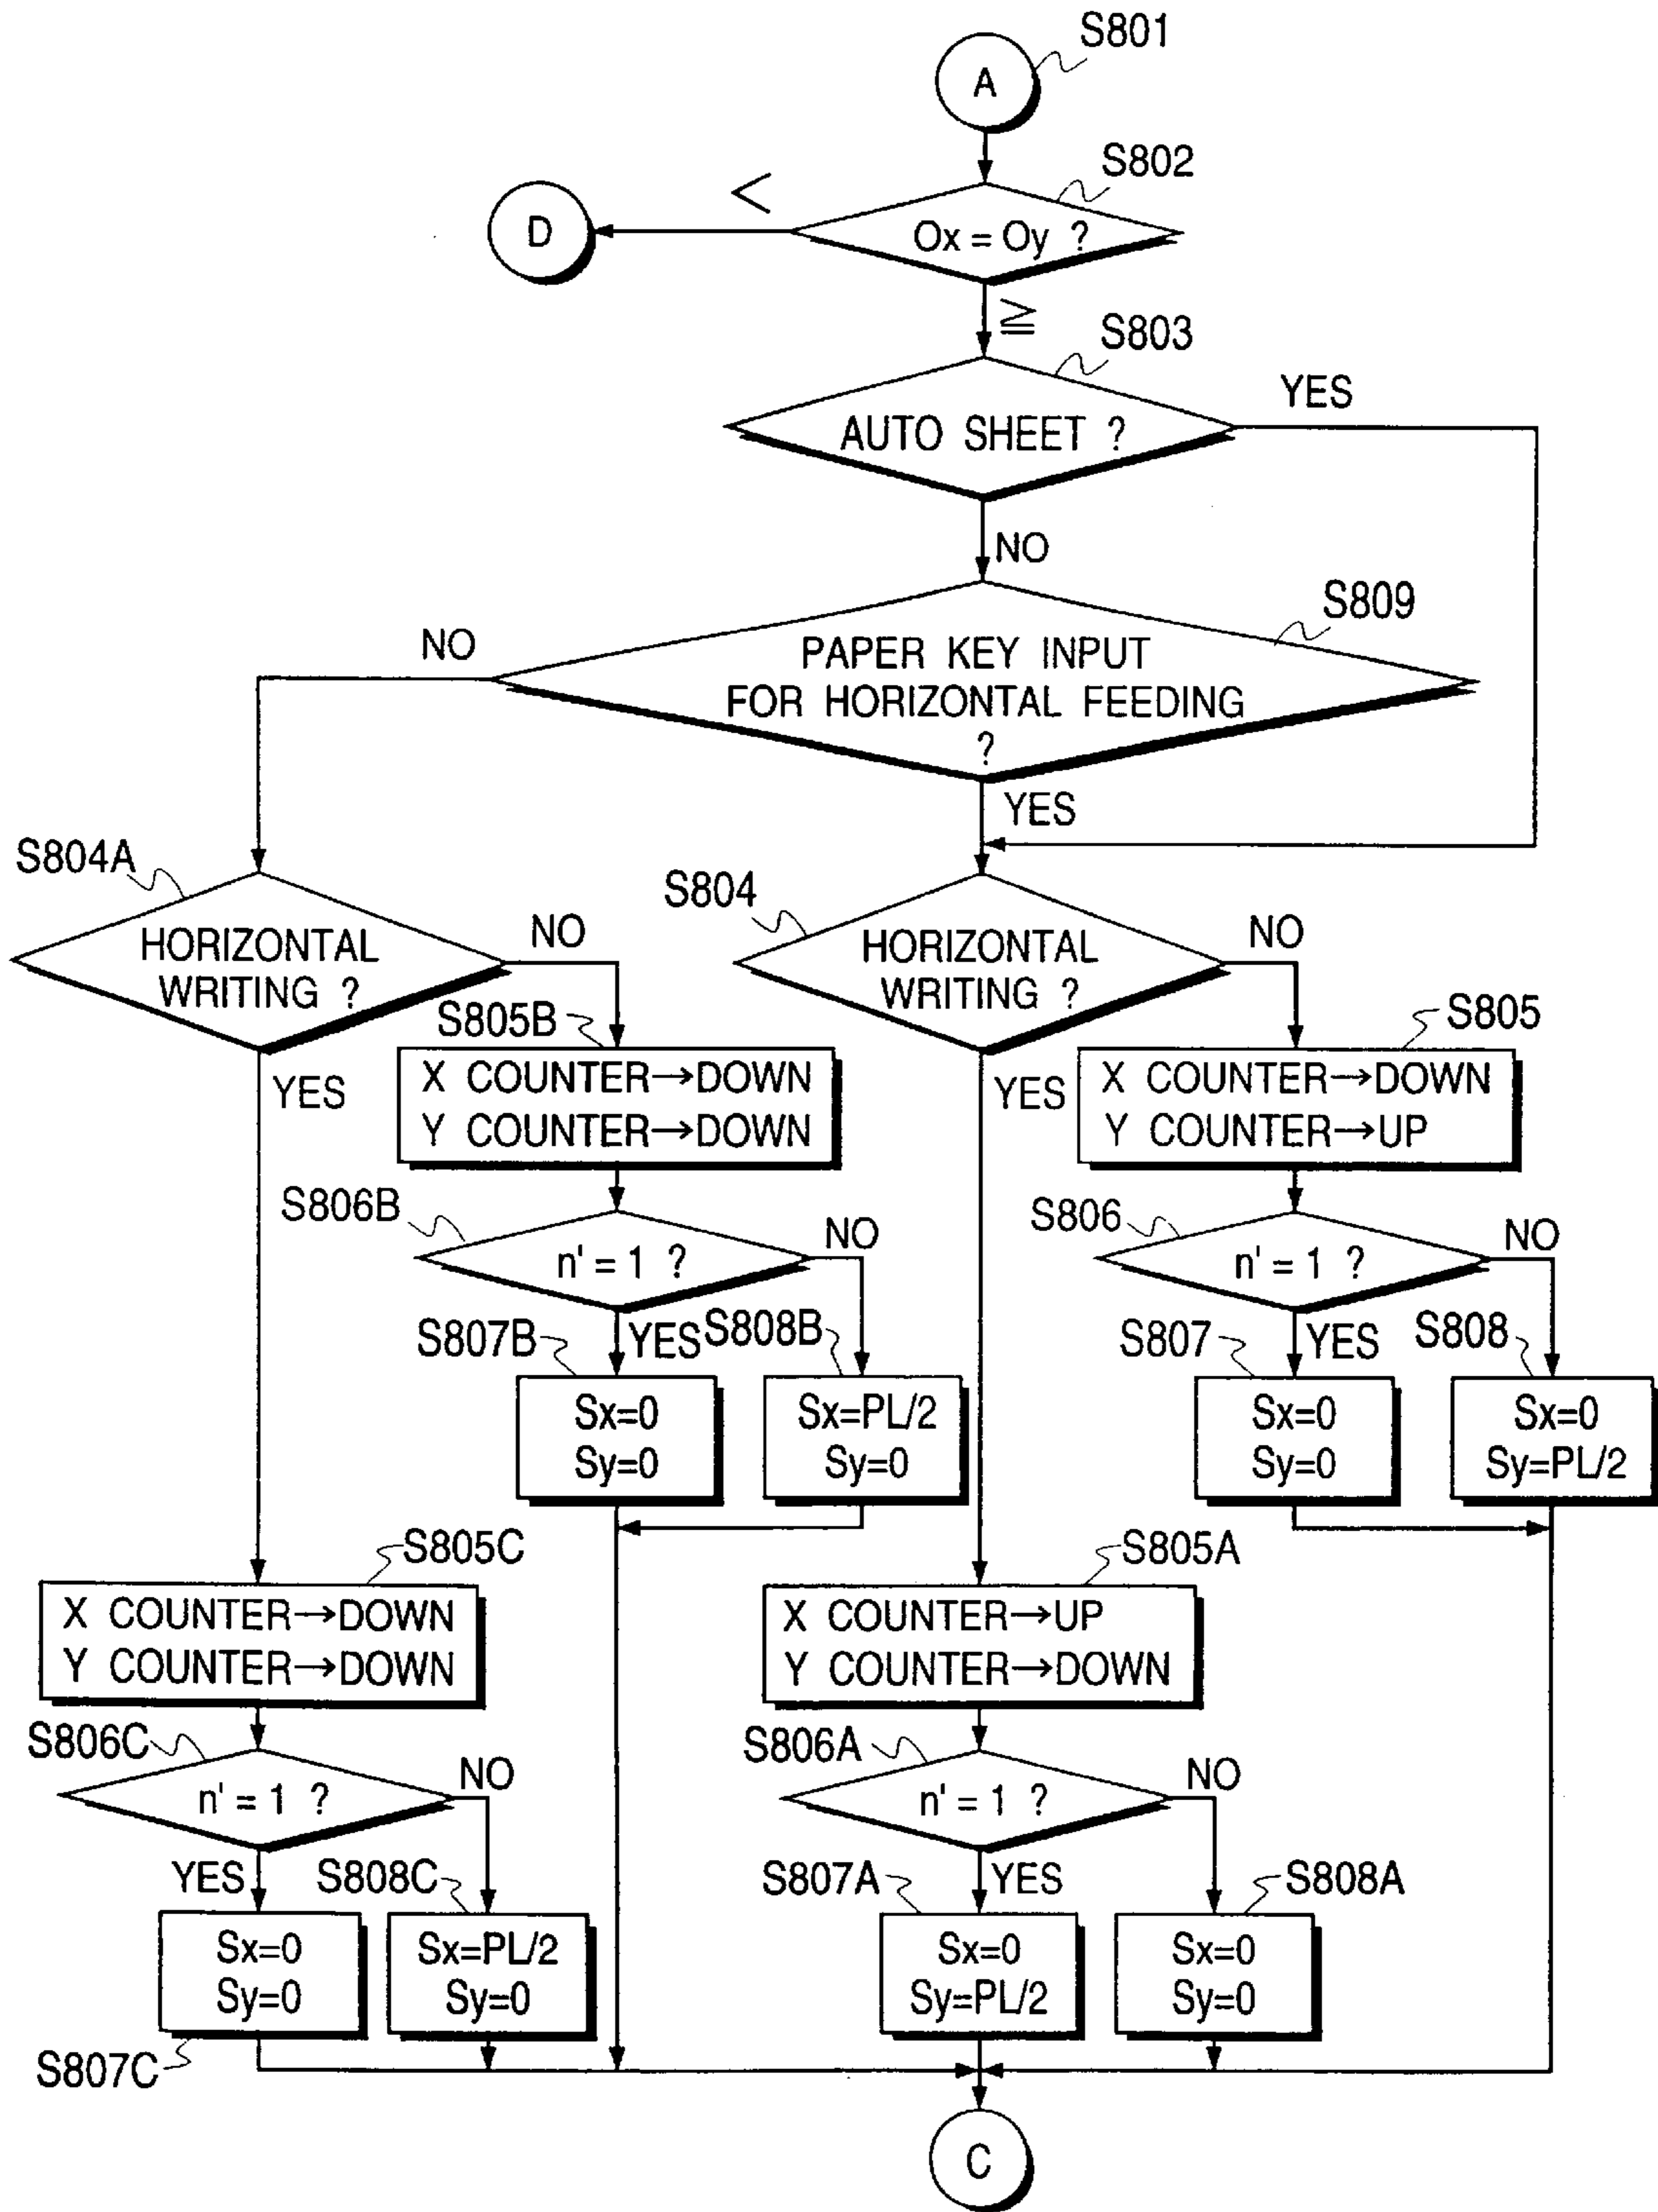 S801
A
S802
<
D
Ox = Oy ?
≧
S803
YES
AUTO SHEET ?
NO
S809
NO
PAPER KEY INPUT
FOR HORIZONTAL FEEDING
?
YES
S804A
HORIZONTAL
WRITING ?
NO
YES
S804
HORIZONTAL
WRITING ?
NO
YES
S805B
X COUNTER→DOWN
Y COUNTER→DOWN
S805
X COUNTER→DOWN
Y COUNTER→UP
S806B
n' = 1 ?
NO
YES
S806
n' = 1 ?
NO
YES
S807B
Sx=0
Sy=0
S808B
Sx=PL/2
Sy=0
S807
Sx=0
Sy=0
S808
Sx=0
Sy=PL/2
S805C
X COUNTER→DOWN
Y COUNTER→DOWN
S805A
X COUNTER→UP
Y COUNTER→DOWN
S806C
n' = 1 ?
NO
YES
S806A
n' = 1 ?
NO
YES
S807C
Sx=0
Sy=0
S808C
Sx=PL/2
Sy=0
S807A
Sx=0
Sy=PL/2
S808A
Sx=0
Sy=0
C